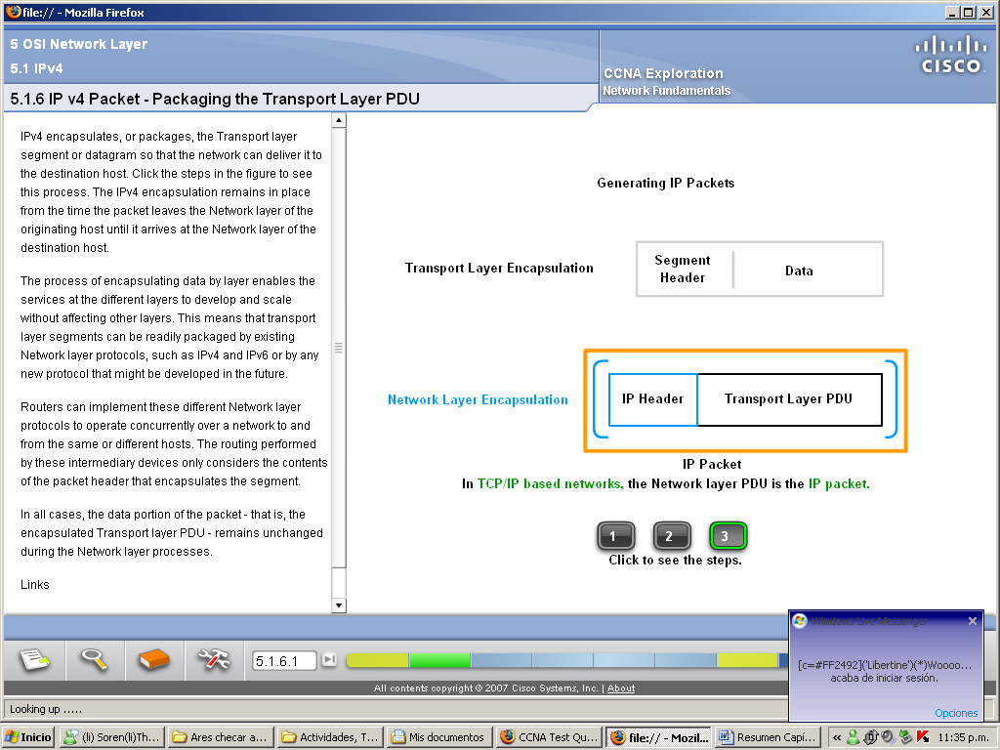 file:// - Mozilla Firefox
5 OSI Network Layer
5.1 IPv4
CCNA Exploration
Network Fundamentals
CISCO
5.1.6 IP v4 Packet - Packaging the Transport Layer PDU
IPv4 encapsulates, or packages, the Transport layer
segment or datagram so that the network can deliver it to
the destination host. Click the steps in the figure to see
this process. The IPv4 encapsulation remains in place
from the time the packet leaves the Network layer of the
originating host until it arrives at the Network layer of the
destination host.
The process of encapsulating data by layer enables the
services at the different layers to develop and scale
without affecting other layers. This means that transport
layer segments can be readily packaged by existing
Network layer protocols, such as IPv4 and IPv6 or by any
new protocol that might be developed in the future.
Routers can implement these different Network layer
protocols to operate concurrently over a network to and
from the same or different hosts. The routing performed
by these intermediary devices only considers the contents
of the packet header that encapsulates the segment.
In all cases, the data portion of the packet - that is, the
encapsulated Transport layer PDU - remains unchanged
during the Network layer processes.
Links
Generating IP Packets
Transport Layer Encapsulation
Segment
Header
Data
Network Layer Encapsulation
IP Header
Transport Layer PDU
IP Packet
In TCP/IP based networks, the Network layer PDU is the IP packet.
1 2 3
Click to see the steps.
5.1.6.1
All contents copyright © 2007 Cisco Systems, Inc. | About
Windows Live Messenger
[c=#FF2492]('Libertine')(*)Woooo...
acaba de iniciar sesión.
Opciones
Looking up .....
Inicio
(li) Soren(li)Th...
Ares checar a...
Actividades, T...
Mis documentos
CCNA Test Qu...
file:// - Mozil...
Resumen Capí...
« 11:35 p.m.